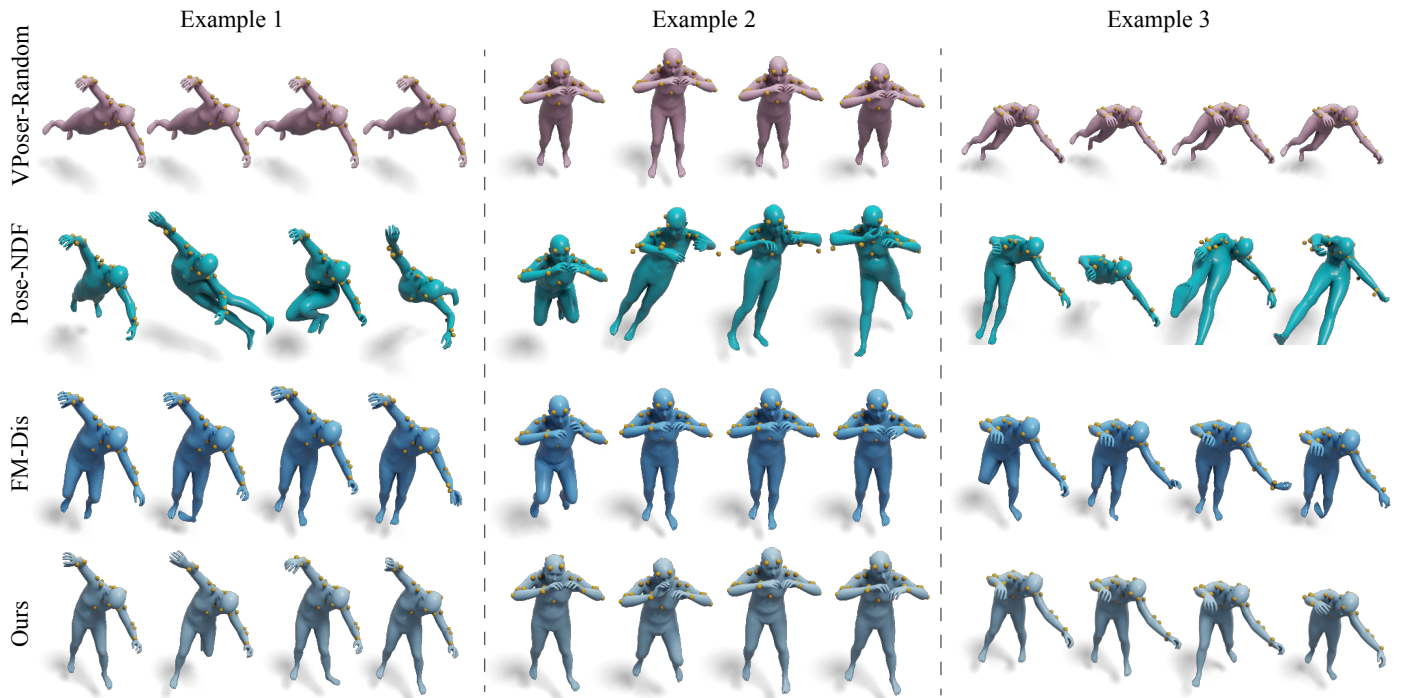 Example 1
Example 2
Example 3
VPoser-Random
Pose-NDF
FM-Dis
Ours